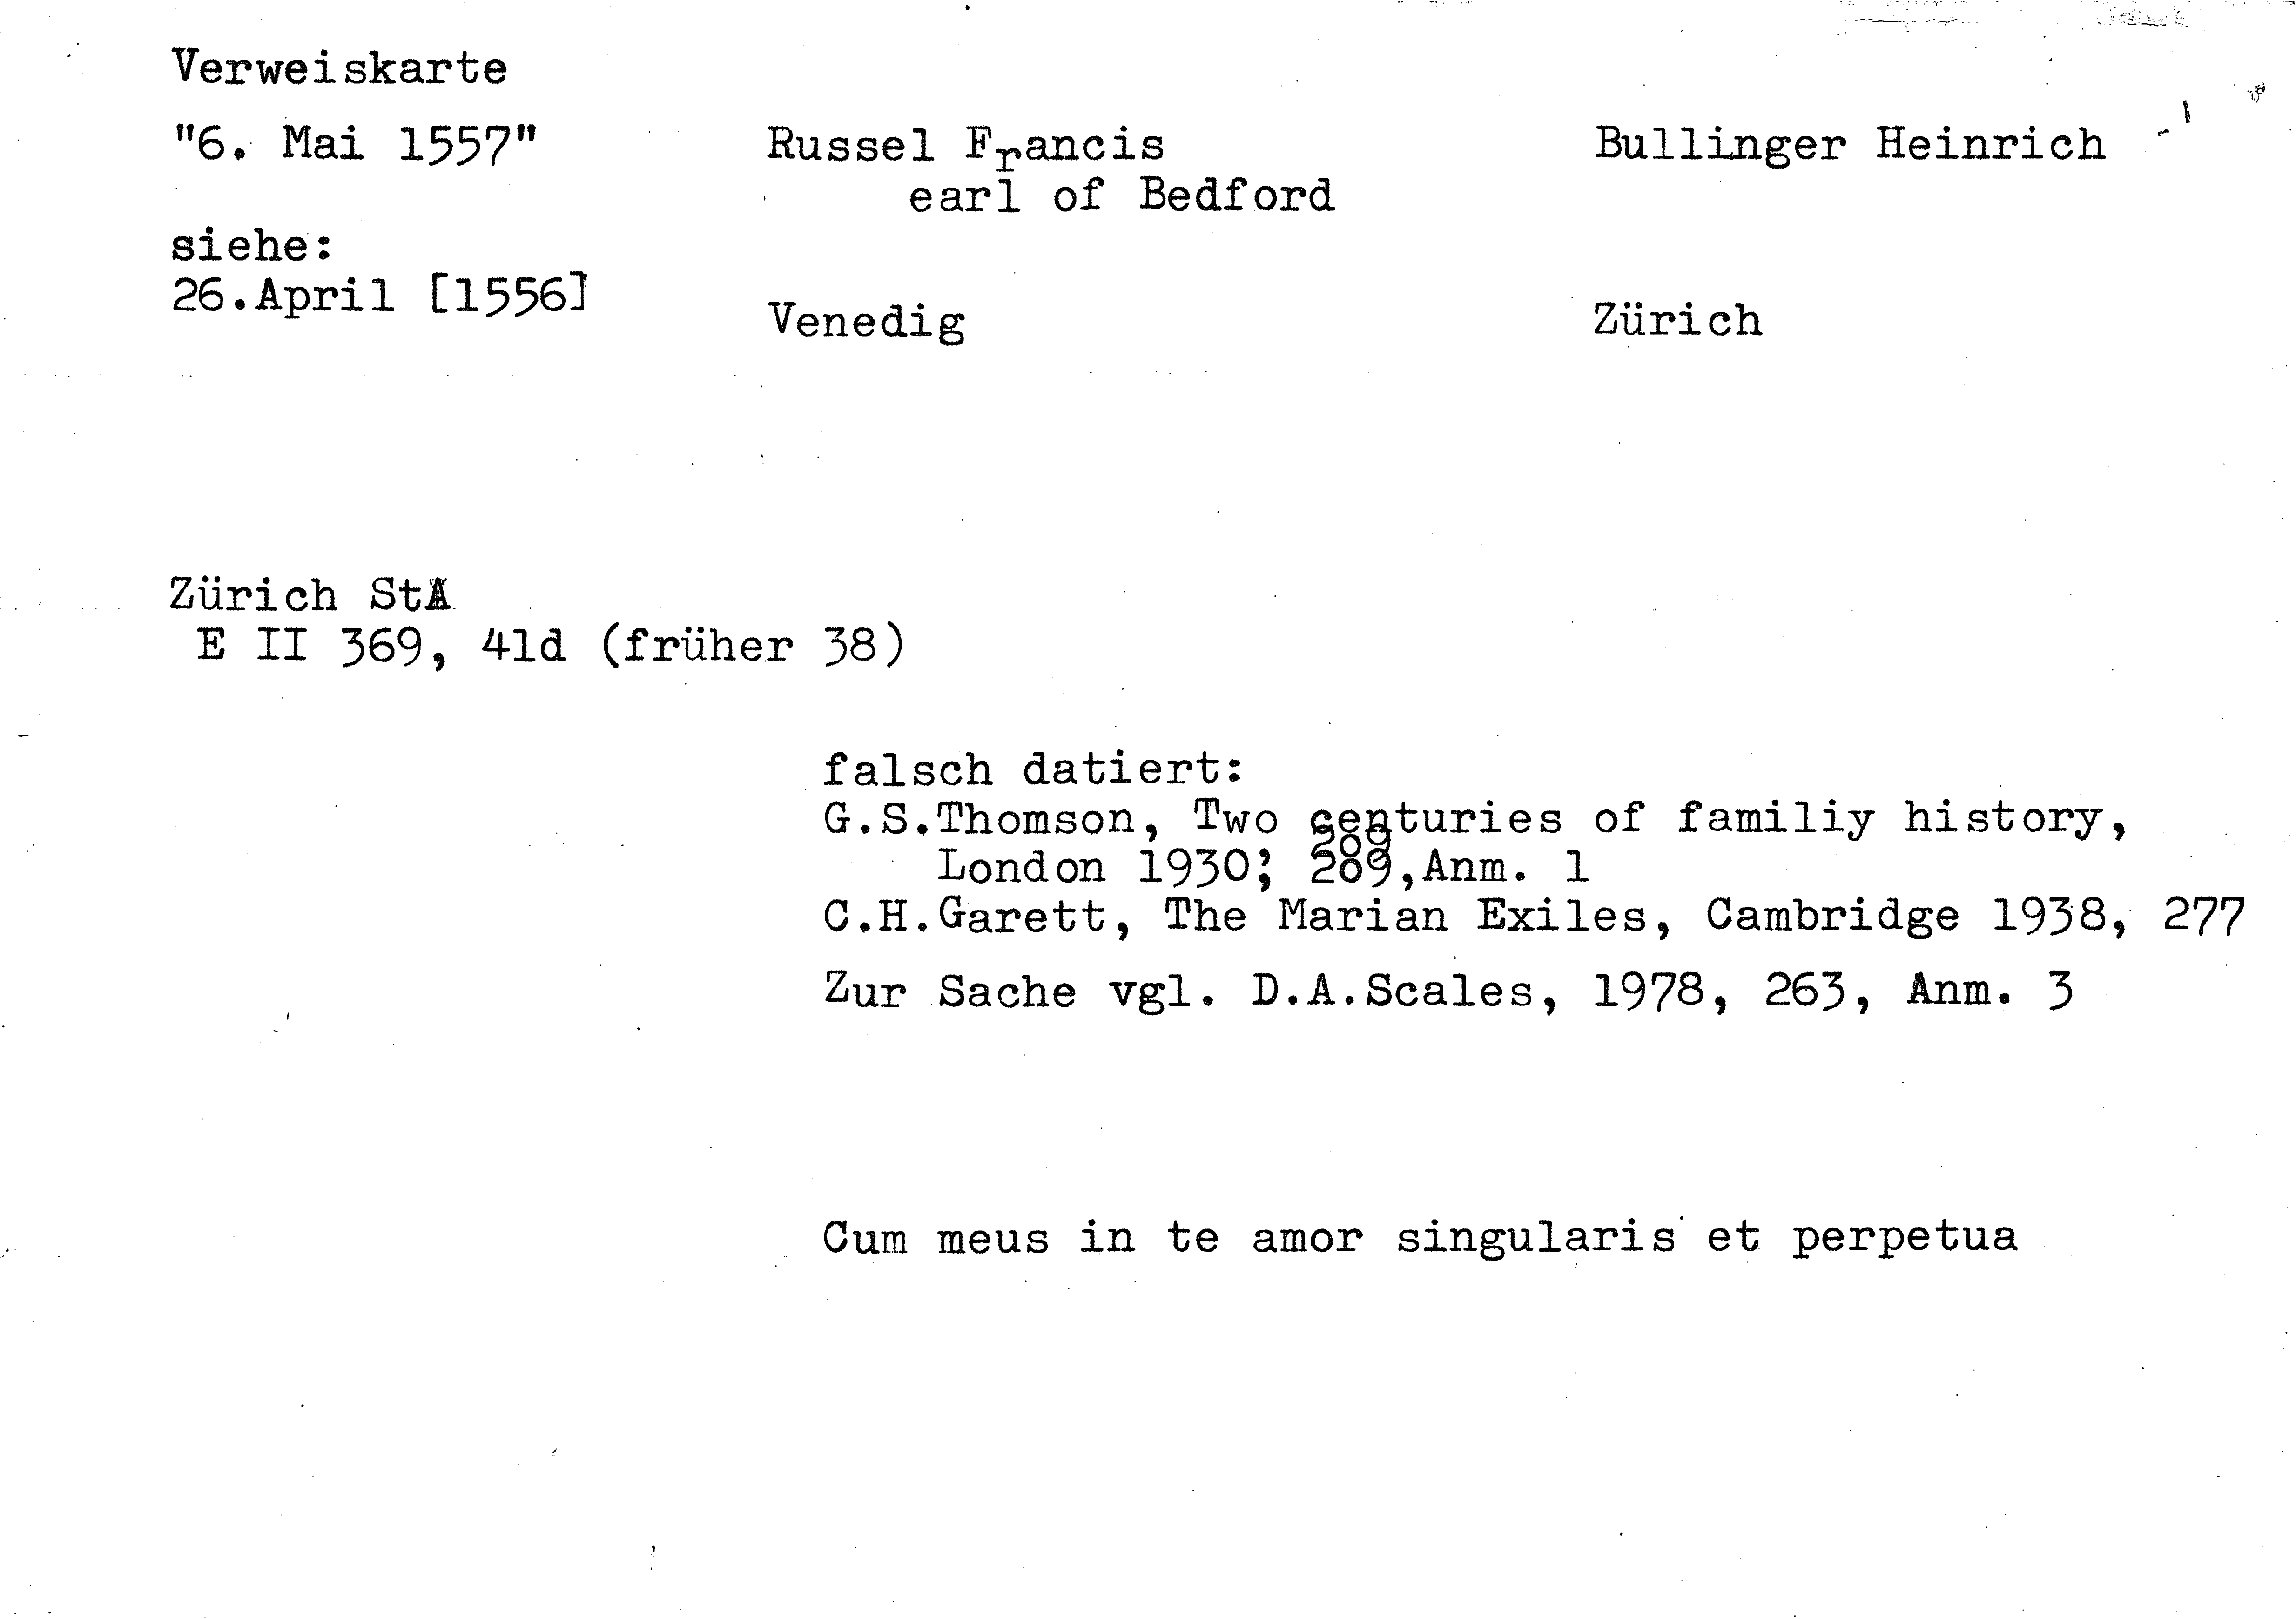 Verweiskarte
"6. Mai 1557" Russel Francis Bullinger Heinrich
earl of Bedford
siehe:
26.April [1556]
Venedig Zürich
Zürich StA
E II 369, 41d (früher 38)
falsch datiert:
G.S.Thomson, Two centuries of familiy history,
London 1930; 209,Anm. 1
C.H.Garett, The Marian Exiles, Cambridge 1938, 277
Zur Sache vgl. D.A.Scales, 1978, 263, Anm. 3
Cum meus in te amor singularis et perpetua